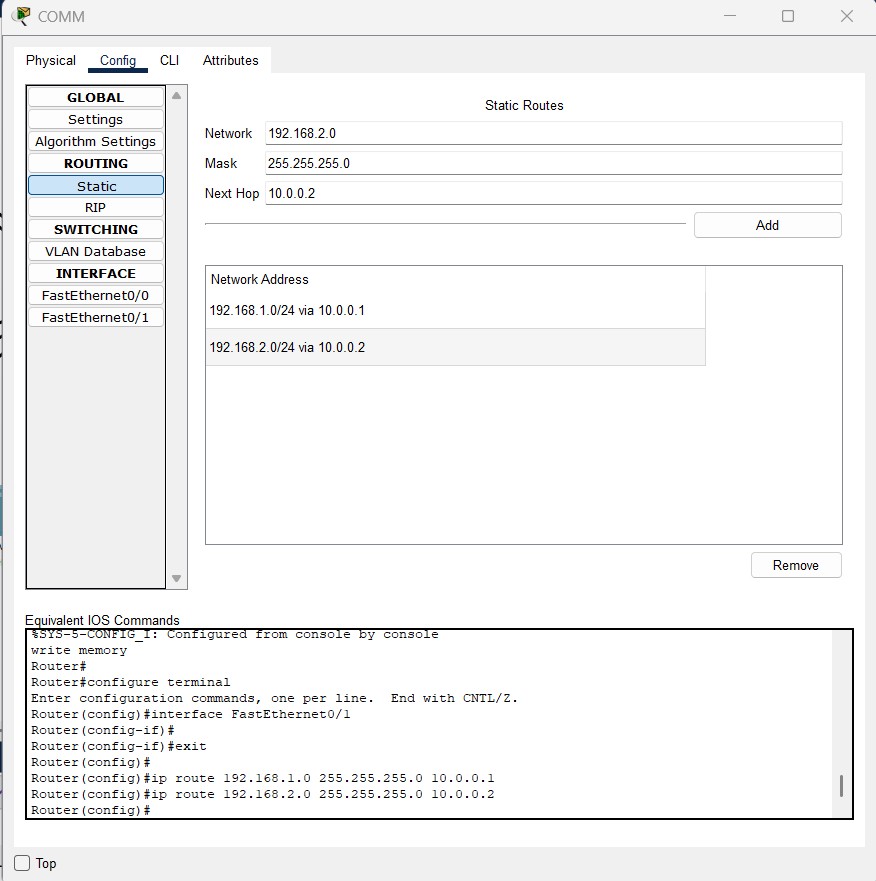 COMM
Physical Config CLI Attributes
GLOBAL
Settings
Algorithm Settings
ROUTING
Static
RIP
SWITCHING
VLAN Database
INTERFACE
FastEthernet0/0
FastEthernet0/1
Static Routes
Network 192.168.2.0
Mask 255.255.255.0
Next Hop 10.0.0.2
Add
Network Address
192.168.1.0/24 via 10.0.0.1
192.168.2.0/24 via 10.0.0.2
Remove
Equivalent IOS Commands
%SYS-5-CONFIG_I: Configured from console by console
write memory
Router#
Router#configure terminal
Enter configuration commands, one per line.  End with CNTL/Z.
Router(config)#interface FastEthernet0/1
Router(config-if)#
Router(config-if)#exit
Router(config)#
Router(config)#ip route 192.168.1.0 255.255.255.0 10.0.0.1
Router(config)#ip route 192.168.2.0 255.255.255.0 10.0.0.2
Router(config)#
Top